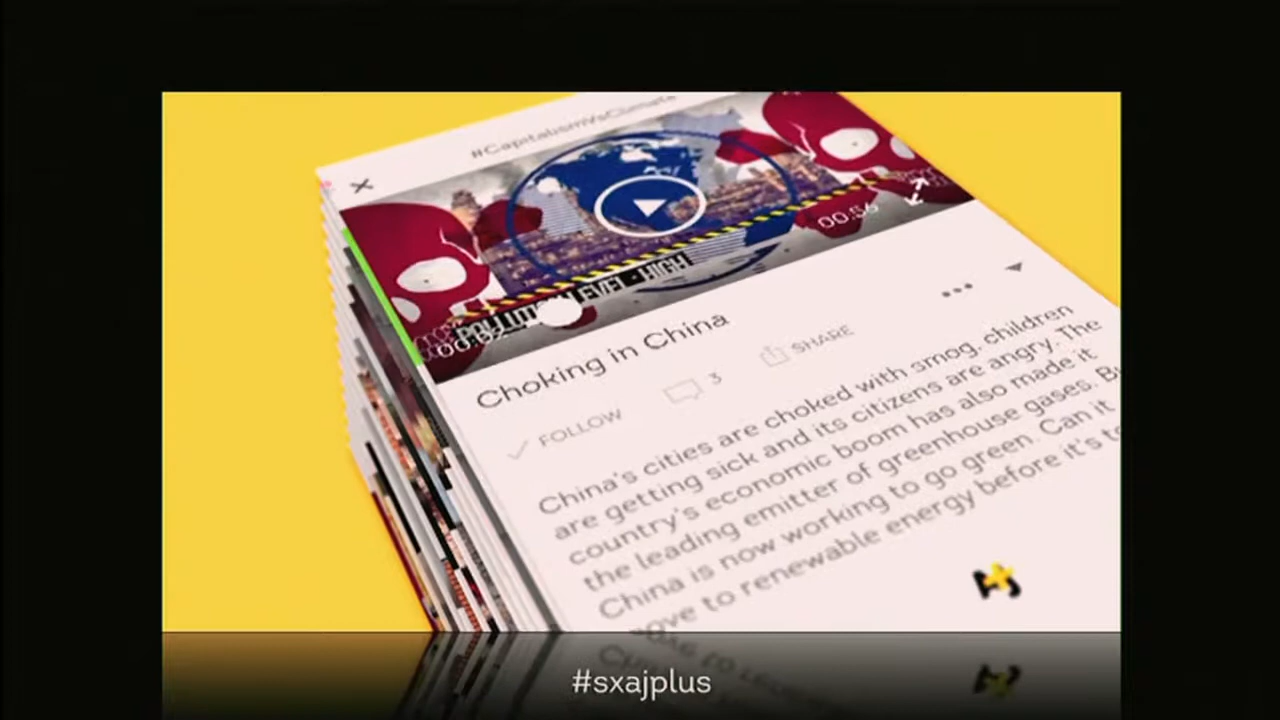 #CapitalismVsClimate
00:56
POLLUTION LEVEL - HIGH
00:02
Choking in China
FOLLOW
3
SHARE
China's cities are choked with smog, children
are getting sick and its citizens are angry. The
country's economic boom has also made it
the leading emitter of greenhouse gases.
China is now working to go green. Can it
move to renewable energy before it's
AJ+
#sxajplus